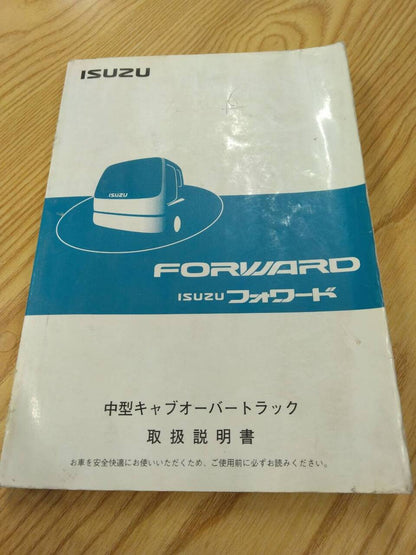 ISUZU
ISUZU
FORWARD
ISUZU フォワード
中型キャブオーバートラック
取扱説明書
お車を安全快適にお使いいただくため、ご使用前に必ずお読みください。